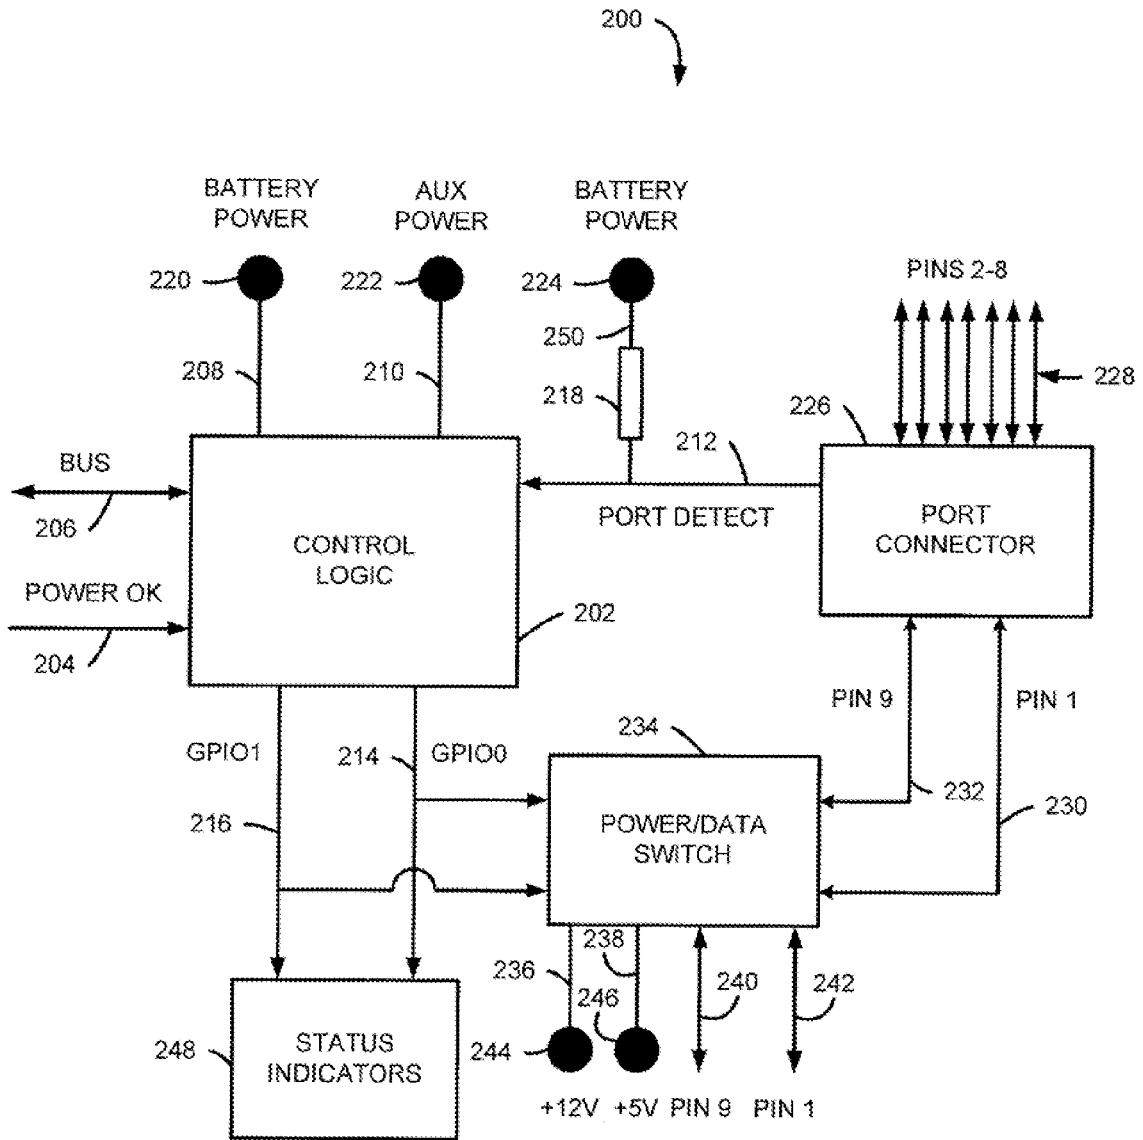 200
BATTERY
POWER
AUX
POWER
BATTERY
POWER
220
222
224
PINS 2-8
208
210
250
218
228
226
212
BUS
206
PORT DETECT
PORT
CONNECTOR
CONTROL
LOGIC
POWER OK
204
202
PIN 9
PIN 1
GPIO1
214
GPIO0
234
232
230
216
POWER/DATA
SWITCH
238
236
246
240
242
248
STATUS
INDICATORS
244
+12V
+5V
PIN 9
PIN 1